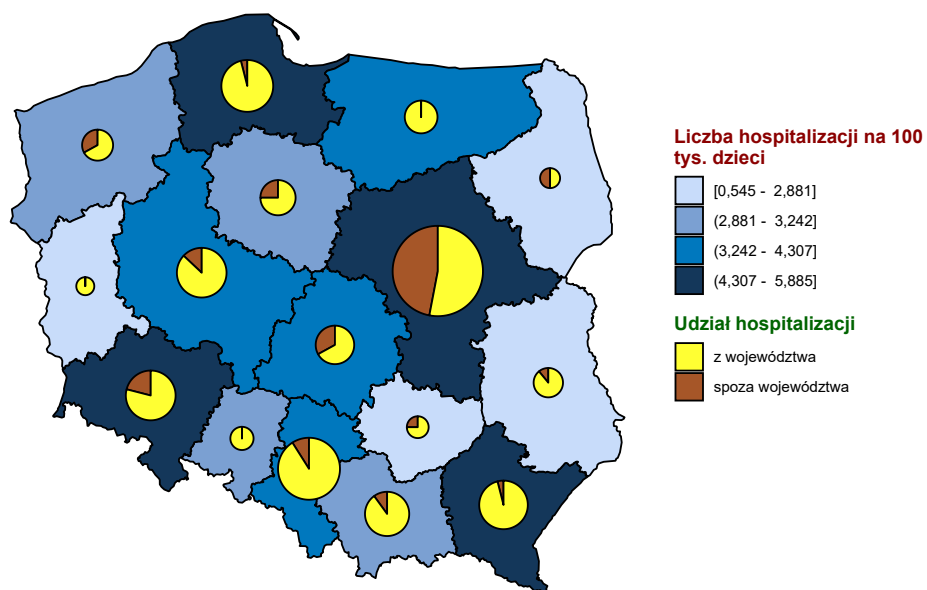 Liczba hospitalizacji na 100
tys. dzieci
[0,545 - 2,881]
(2,881 - 3,242]
(3,242 - 4,307]
(4,307 - 5,885]
Udział hospitalizacji
z województwa
spoza województwa